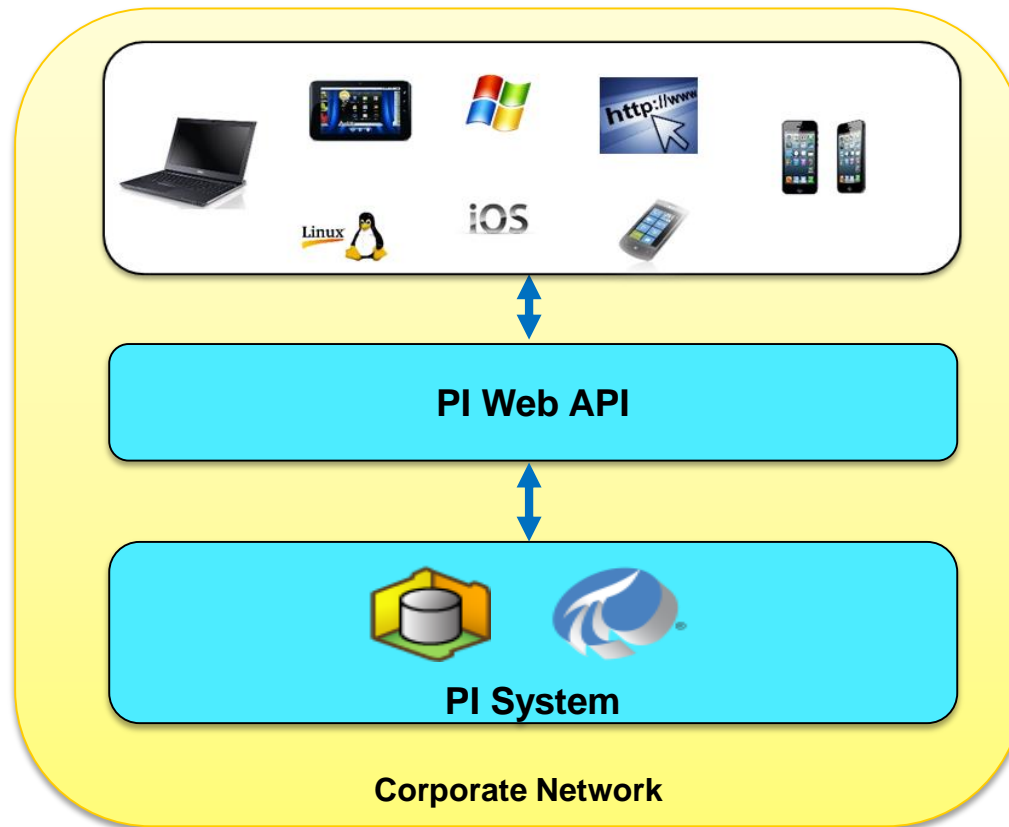 http://www
Linux
iOS
PI Web API
®
PI System
Corporate Network